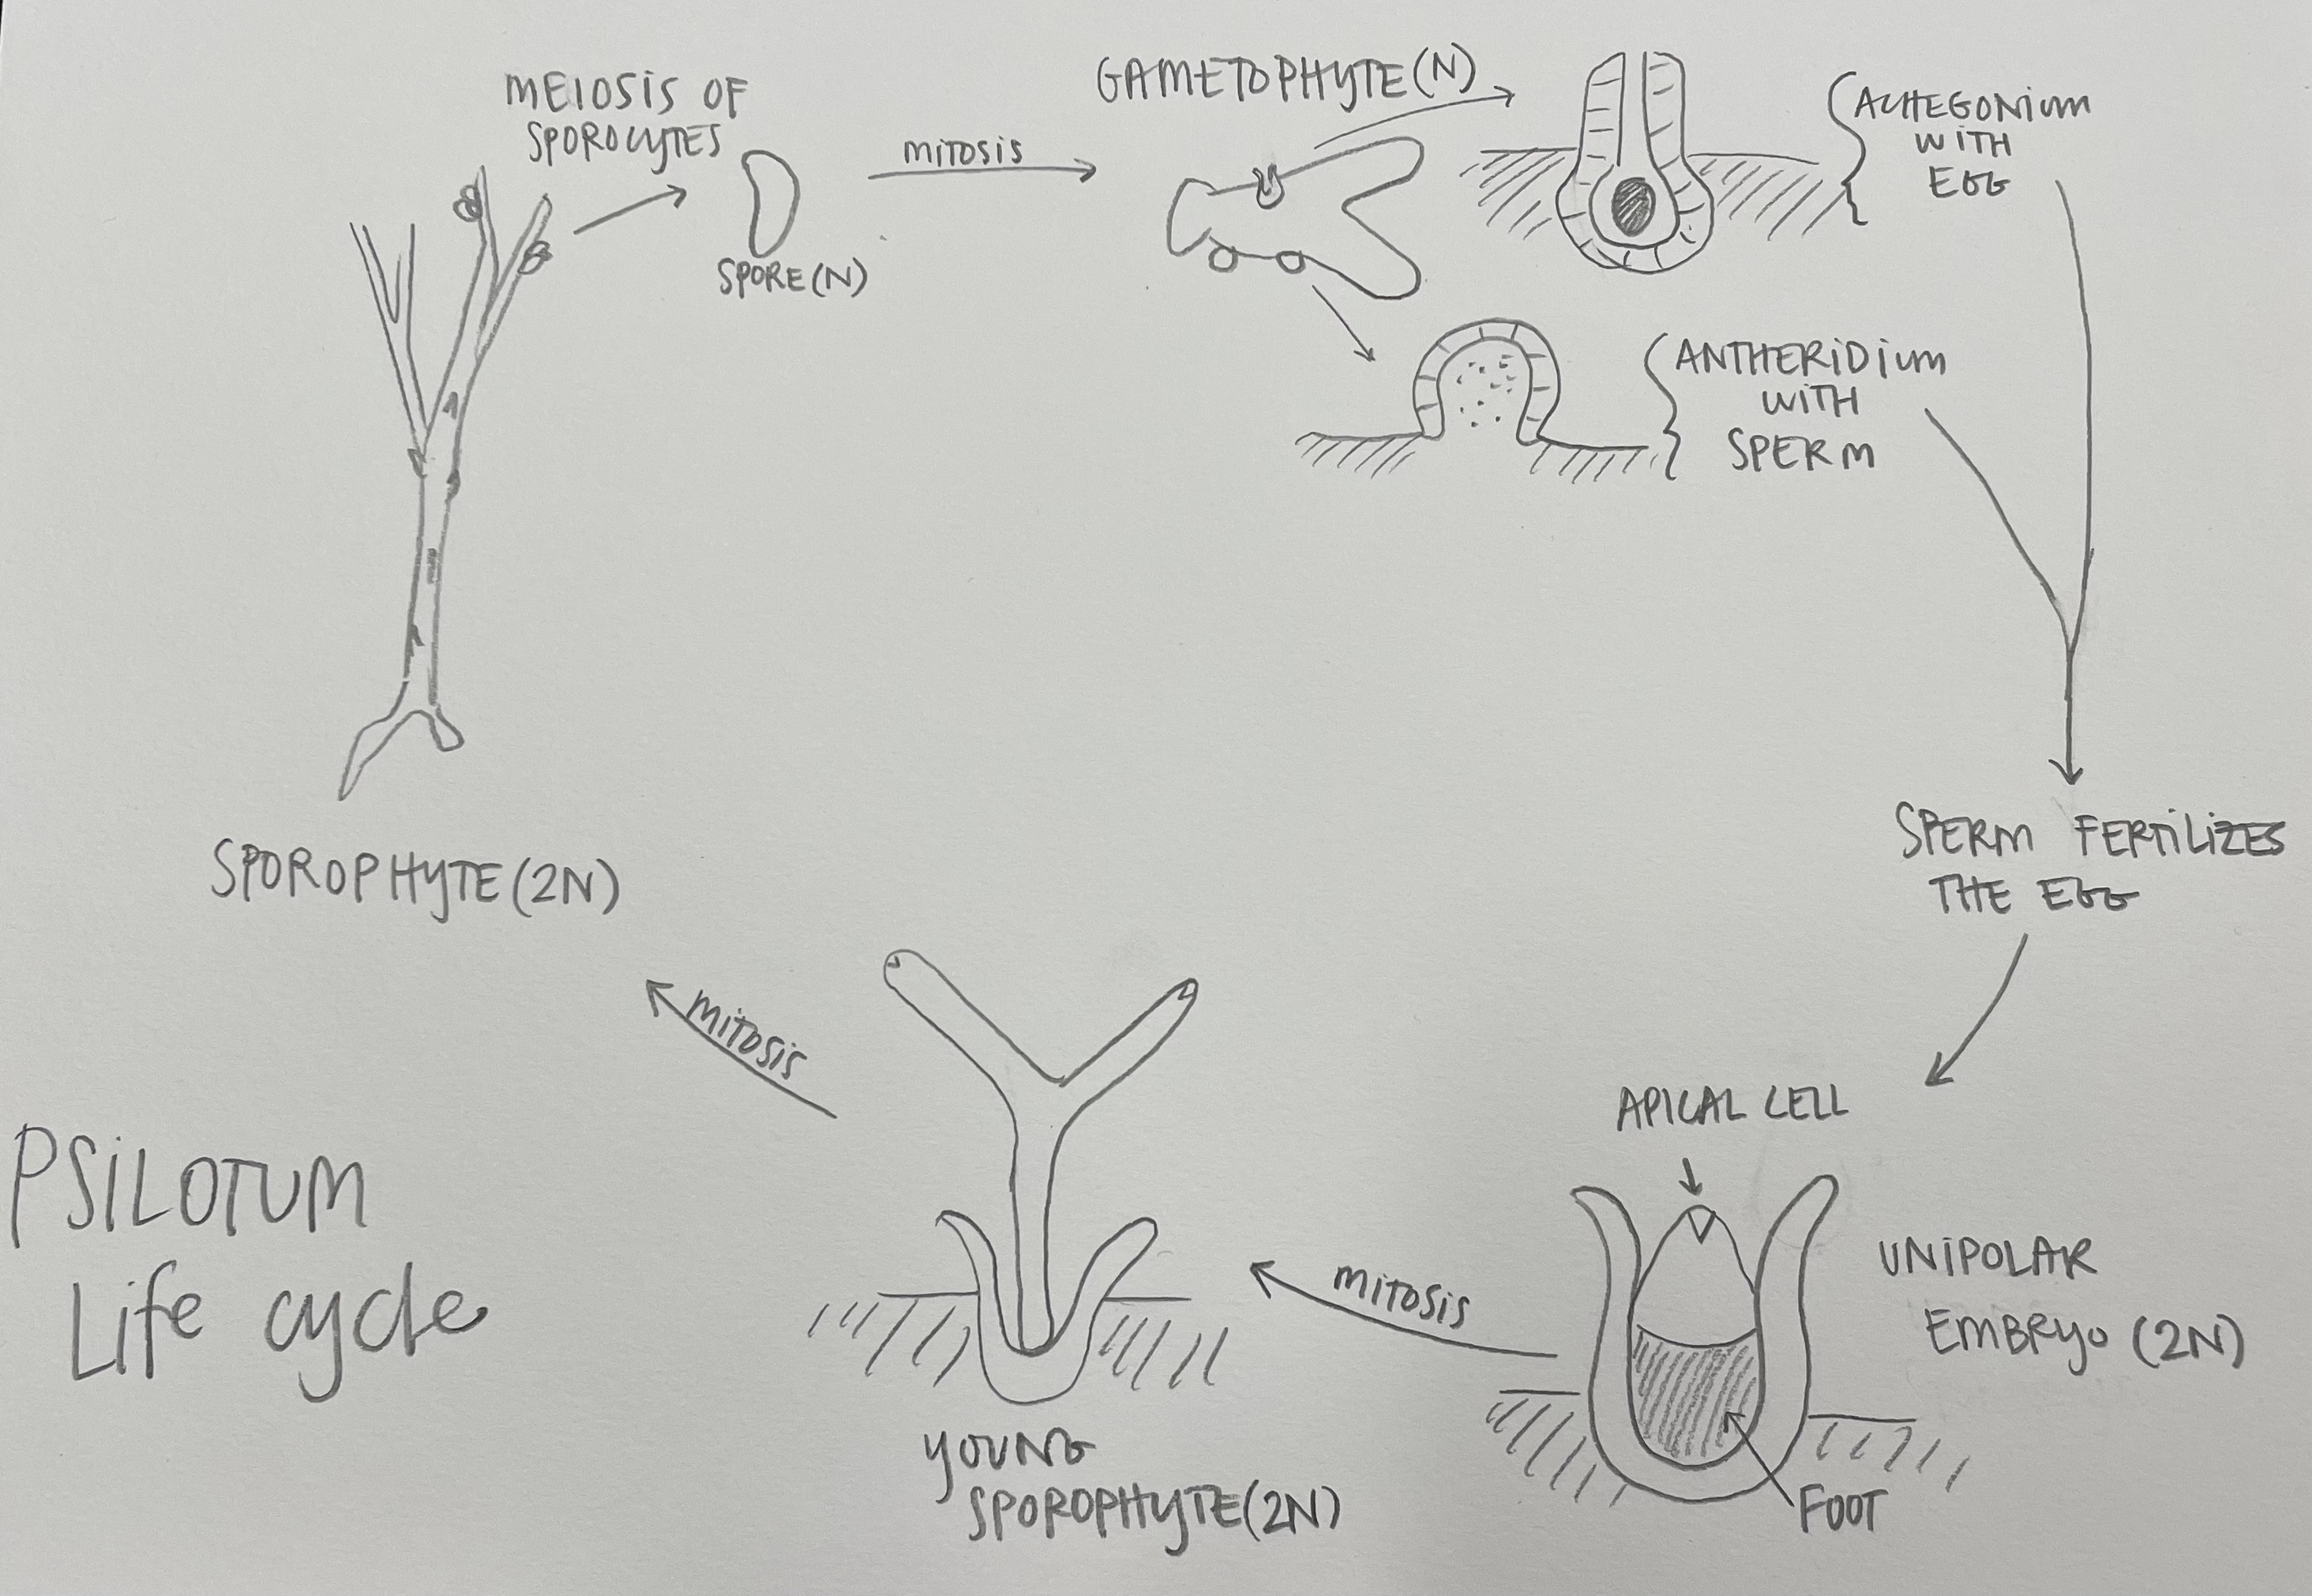 MEIOSIS OF
SPOROCYTES
SPORE (N)
MITOSIS
GAMETOPHYTE (N)
ACHEGONIUM
WITH
EGG
ANTHERIDIUM
WITH
SPERM
SPERM FERTILIZES
THE EGG
APICAL CELL
UNIPOLAR
EMBRYO (2N)
FOOT
MITOSIS
YOUNG
SPOROPHYTE (2N)
MITOSIS
SPOROPHYTE (2N)
PSILOTUM
Life cycle